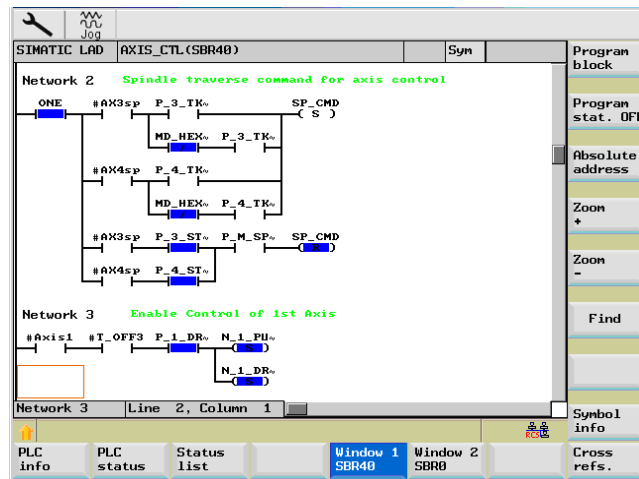 Jog
SIMATIC LAD AXIS_CTL(SBR40) Sym
Program block
Network 2 Spindle traverse command for axis control
ONE #AX3sp P_3_TK~ SP_CMD
( S )
Program stat. OFF
MD_HEX~ P_3_TK~
/
Absolute address
#AX4sp P_4_TK~
MD_HEX~ P_4_TK~
/
Zoom +
#AX3sp P_3_ST~ P_M_SP~ SP_CMD
( R )
Zoom -
#AX4sp P_4_ST~
Network 3 Enable Control of 1st Axis
Find
#Axis1 #T_OFF3 P_1_DR~ N_1_PU~
( S )
N_1_DR~
( S )
Network 3 Line 2, Column 1
Symbol info
RCS
PLC info PLC status Status list Window 1 SBR40 Window 2 SBR0 Cross refs.